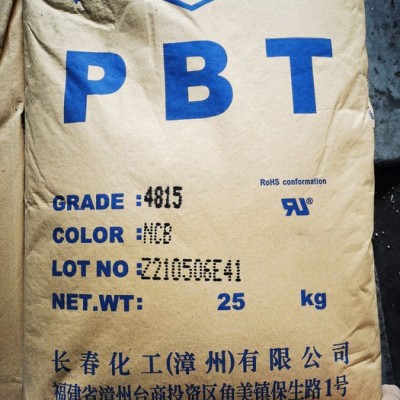 PBT
RoHS conformation
GRADE : 4815
COLOR : NCB
LOT NO : Z210506E41
NET.WT: 25 kg
长春化工(漳州)有限公司
福建省漳州台商投资区角美镇保生路1号